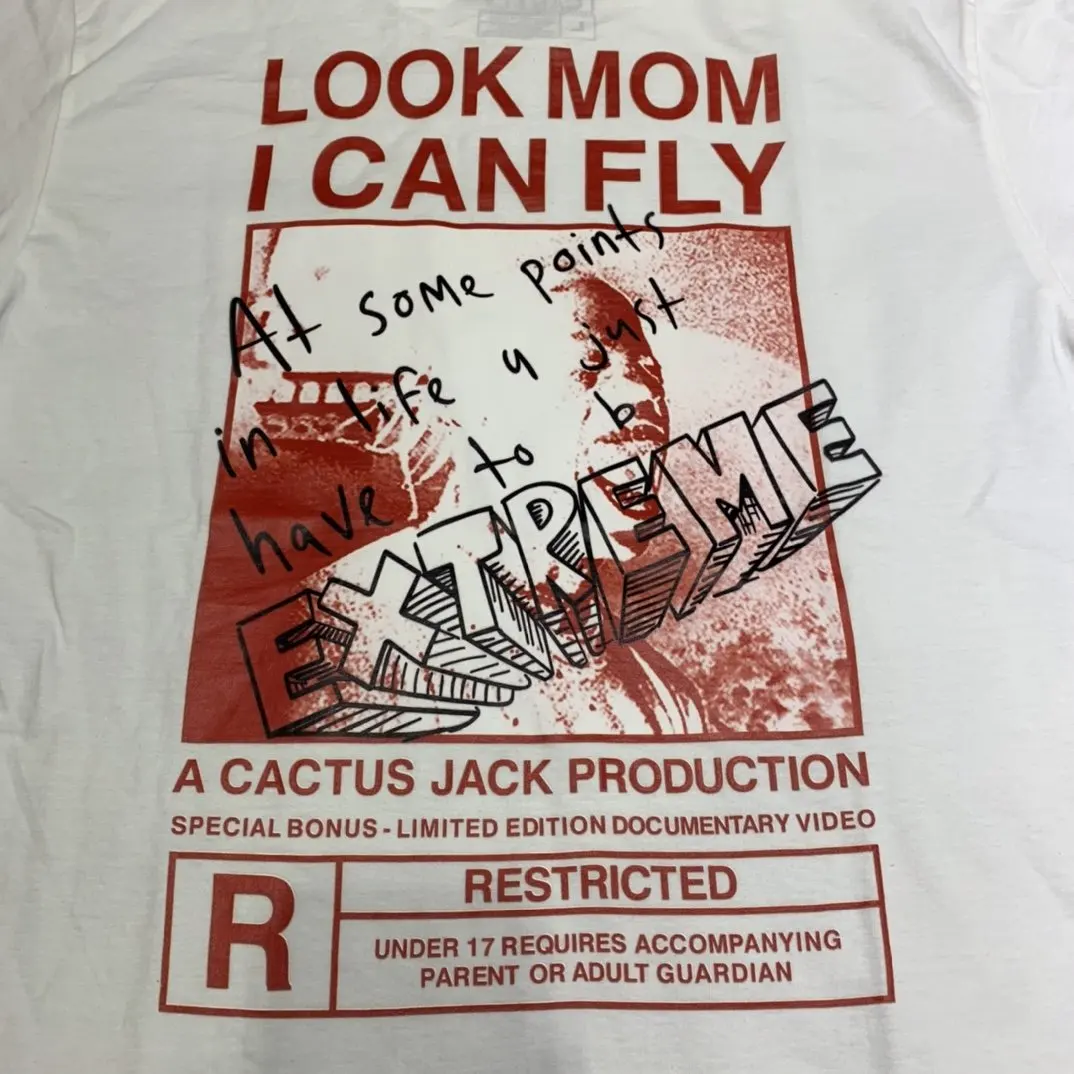 LOOK MOM
I CAN FLY
At some points
in life u just
have to b
EXTREME
A CACTUS JACK PRODUCTION
SPECIAL BONUS - LIMITED EDITION DOCUMENTARY VIDEO
R
RESTRICTED
UNDER 17 REQUIRES ACCOMPANYING
PARENT OR ADULT GUARDIAN